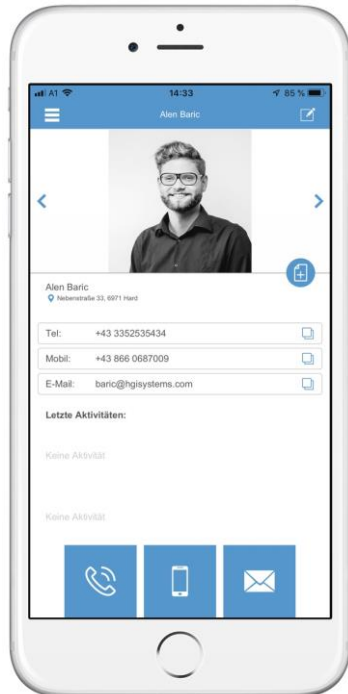 A1 14:33 85 %
Alen Baric
Alen Baric
Nebenstraße 33, 6971 Hard
Tel: +43 3352535434
Mobil: +43 866 0687009
E-Mail: baric@hgisystems.com
Letzte Aktivitäten:
Keine Aktivität
Keine Aktivität